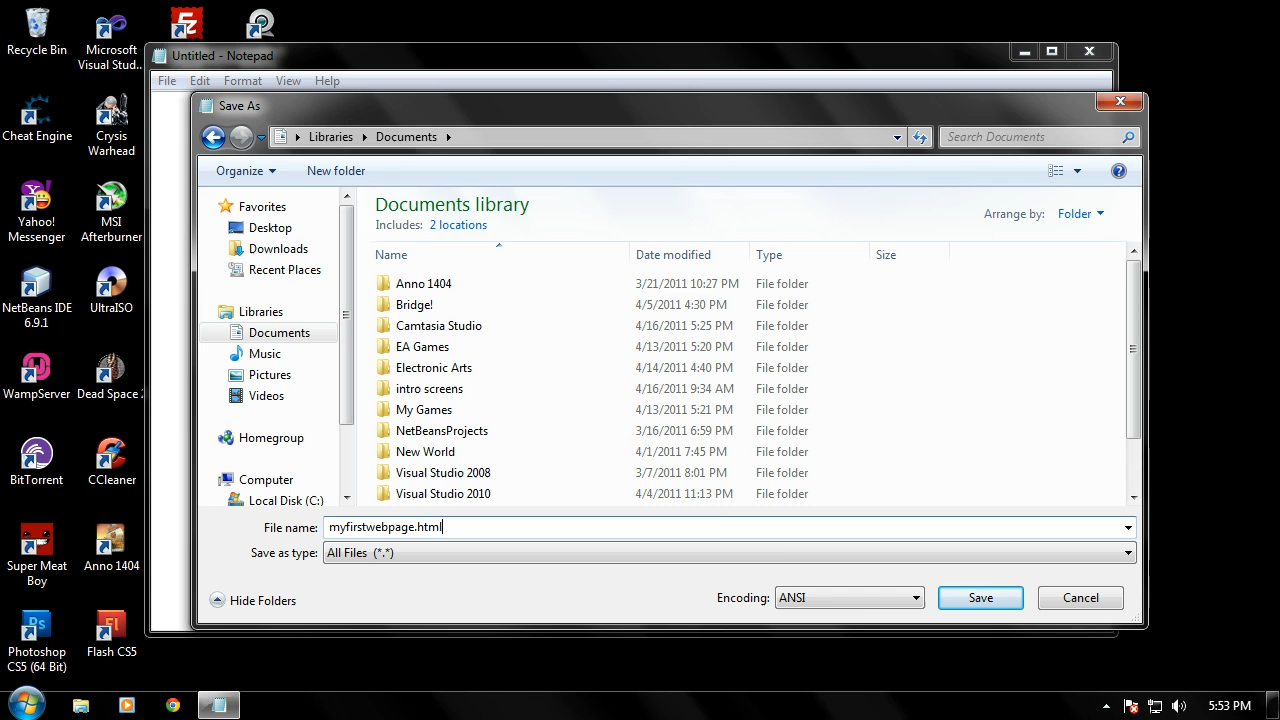 Recycle Bin
Microsoft
Visual Stud...
Cheat Engine
Crysis
Warhead
Yahoo!
Messenger
MSI
Afterburner
NetBeans IDE
6.9.1
UltraISO
WampServer
Dead Space 2
BitTorrent
CCleaner
Super Meat
Boy
Anno 1404
Photoshop
CS5 (64 Bit)
Flash CS5
Untitled - Notepad
File Edit Format View Help
Save As
Libraries Documents
Search Documents
Organize New folder
Favorites
Desktop
Downloads
Recent Places
Libraries
Documents
Music
Pictures
Videos
Homegroup
Computer
Local Disk (C:)
Documents library
Includes: 2 locations
Arrange by: Folder
Name Date modified Type Size
Anno 1404 3/21/2011 10:27 PM File folder
Bridge! 4/5/2011 4:30 PM File folder
Camtasia Studio 4/16/2011 5:25 PM File folder
EA Games 4/13/2011 5:20 PM File folder
Electronic Arts 4/14/2011 4:40 PM File folder
intro screens 4/16/2011 9:34 AM File folder
My Games 4/13/2011 5:21 PM File folder
NetBeansProjects 3/16/2011 6:59 PM File folder
New World 4/1/2011 7:45 PM File folder
Visual Studio 2008 3/7/2011 8:01 PM File folder
Visual Studio 2010 4/4/2011 11:13 PM File folder
File name: myfirstwebpage.html
Save as type: All Files (*.*)
Hide Folders
Encoding: ANSI
Save
Cancel
5:53 PM